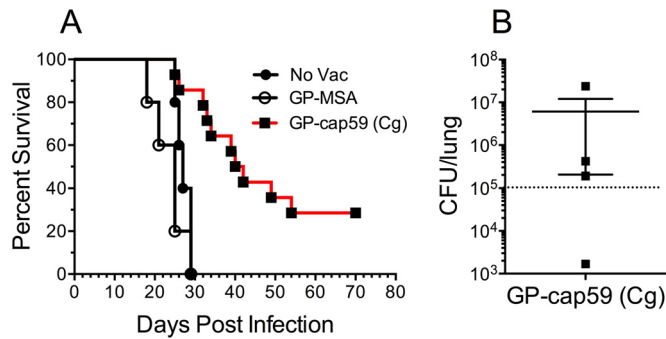 A
B
Percent Survival
100
80
60
40
20
0
0 10 20 30 40 50 60 70 80
Days Post Infection
No Vac
GP-MSA
GP-cap59 (Cg)
CFU/lung
10⁸
10⁷
10⁶
10⁵
10⁴
10³
GP-cap59 (Cg)